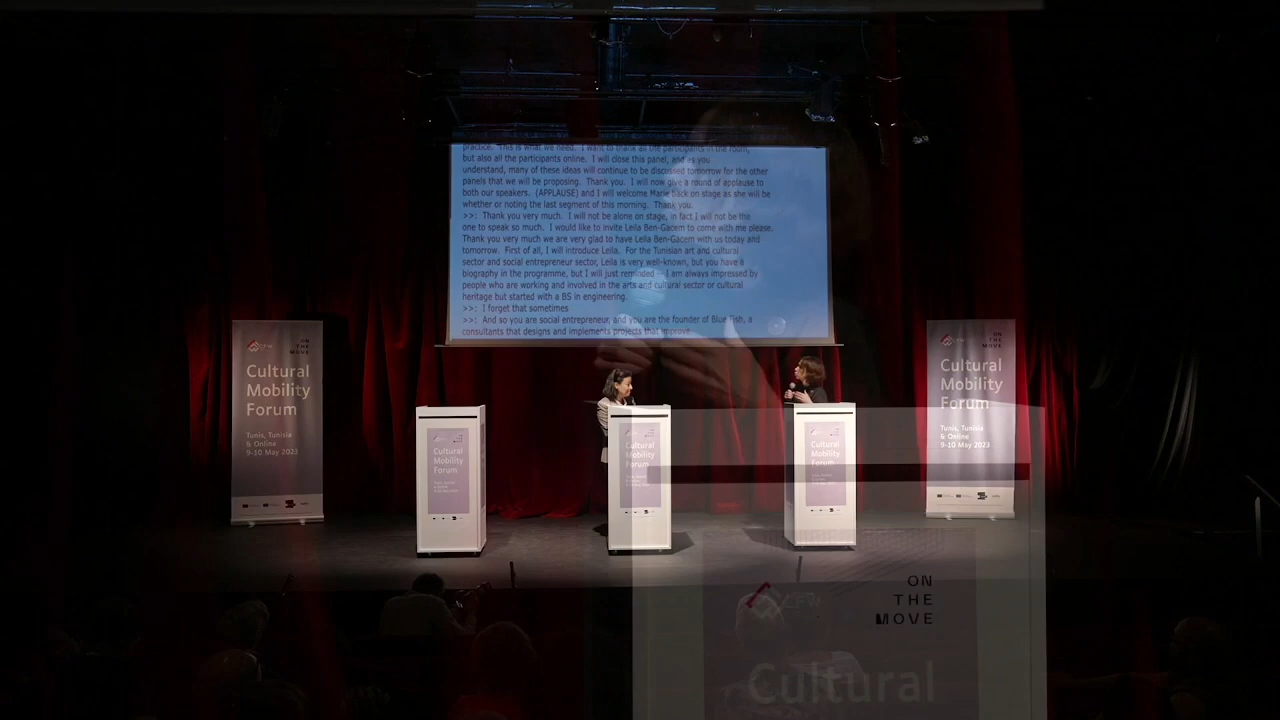 practice. This is what we need. I want to thank all the participants in the room,
but also all the participants online. I will close this panel, and as you
understand, many of these ideas will continue to be discussed tomorrow for the other
panels that we will be proposing. Thank you. I will now give a round of applause to
both our speakers. (APPLAUSE) and I will welcome Marie back on stage as she will be
whether or noting the last segment of this morning. Thank you.
>>: Thank you very much. I will not be alone on stage, in fact I will not be the
one to speak so much. I would like to invite Leila Ben-Gacem to come with me please.
Thank you very much we are very glad to have Leila Ben-Gacem with us today and
tomorrow. First of all, I will introduce Leila. For the Tunisian art and cultural
sector and social entrepreneur sector, Leila is very well-known, but you have a
biography in the programme, but I will just reminded -- I am always impressed by
people who are working and involved in the arts and cultural sector or cultural
heritage but started with a BS in engineering.
>>: I forget that sometimes
>>: And so you are social entrepreneur, and you are the founder of Blue Fish, a
consultants that designs and implements projects that improve
CFW
ON
THE
MOVE
Cultural
Mobility
Forum
Tunis, Tunisia
& Online
9-10 May 2023
ON
THE
MOVE
Cultural
Mobility
Forum
Tunis, Tunisia
& Online
9-10 May 2023
Cultural
Mobility
Forum
Cultural
Mobility
Forum
Cultural
Mobility
Forum
CFW
ON
THE
MOVE
Cultural